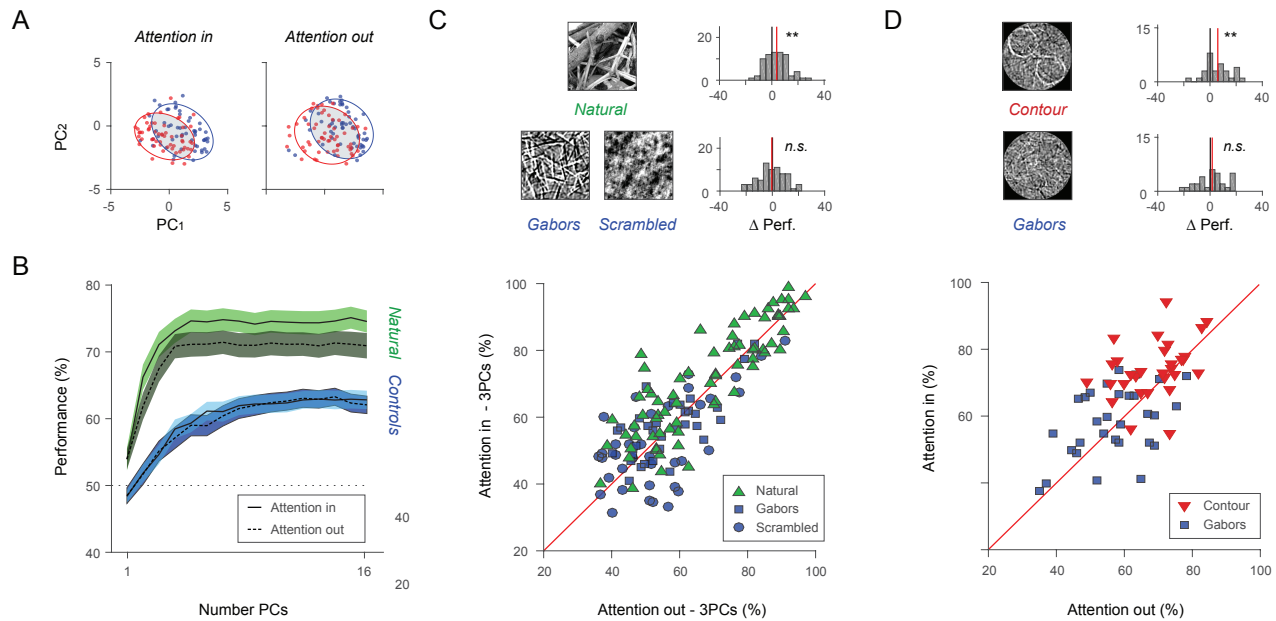 A
Attention in
Attention out
5
0
-5
PC2
-5
0
5
PC1
B
80
70
60
50
40
Performance (%)
Natural
Controls
Attention in
Attention out
40
20
1
16
Number PCs
C
Natural
20
0
**
-40
0
40
Gabors
Scrambled
20
0
n.s.
-40
0
40
Δ Perf.
100
80
60
40
20
Attention in - 3PCs (%)
Natural
Gabors
Scrambled
20
40
60
80
100
Attention out - 3PCs (%)
D
Contour
15
0
**
-40
0
40
Gabors
15
0
n.s.
-40
0
40
Δ Perf.
100
80
60
Attention in (%)
Contour
Gabors
20
40
60
80
100
Attention out (%)